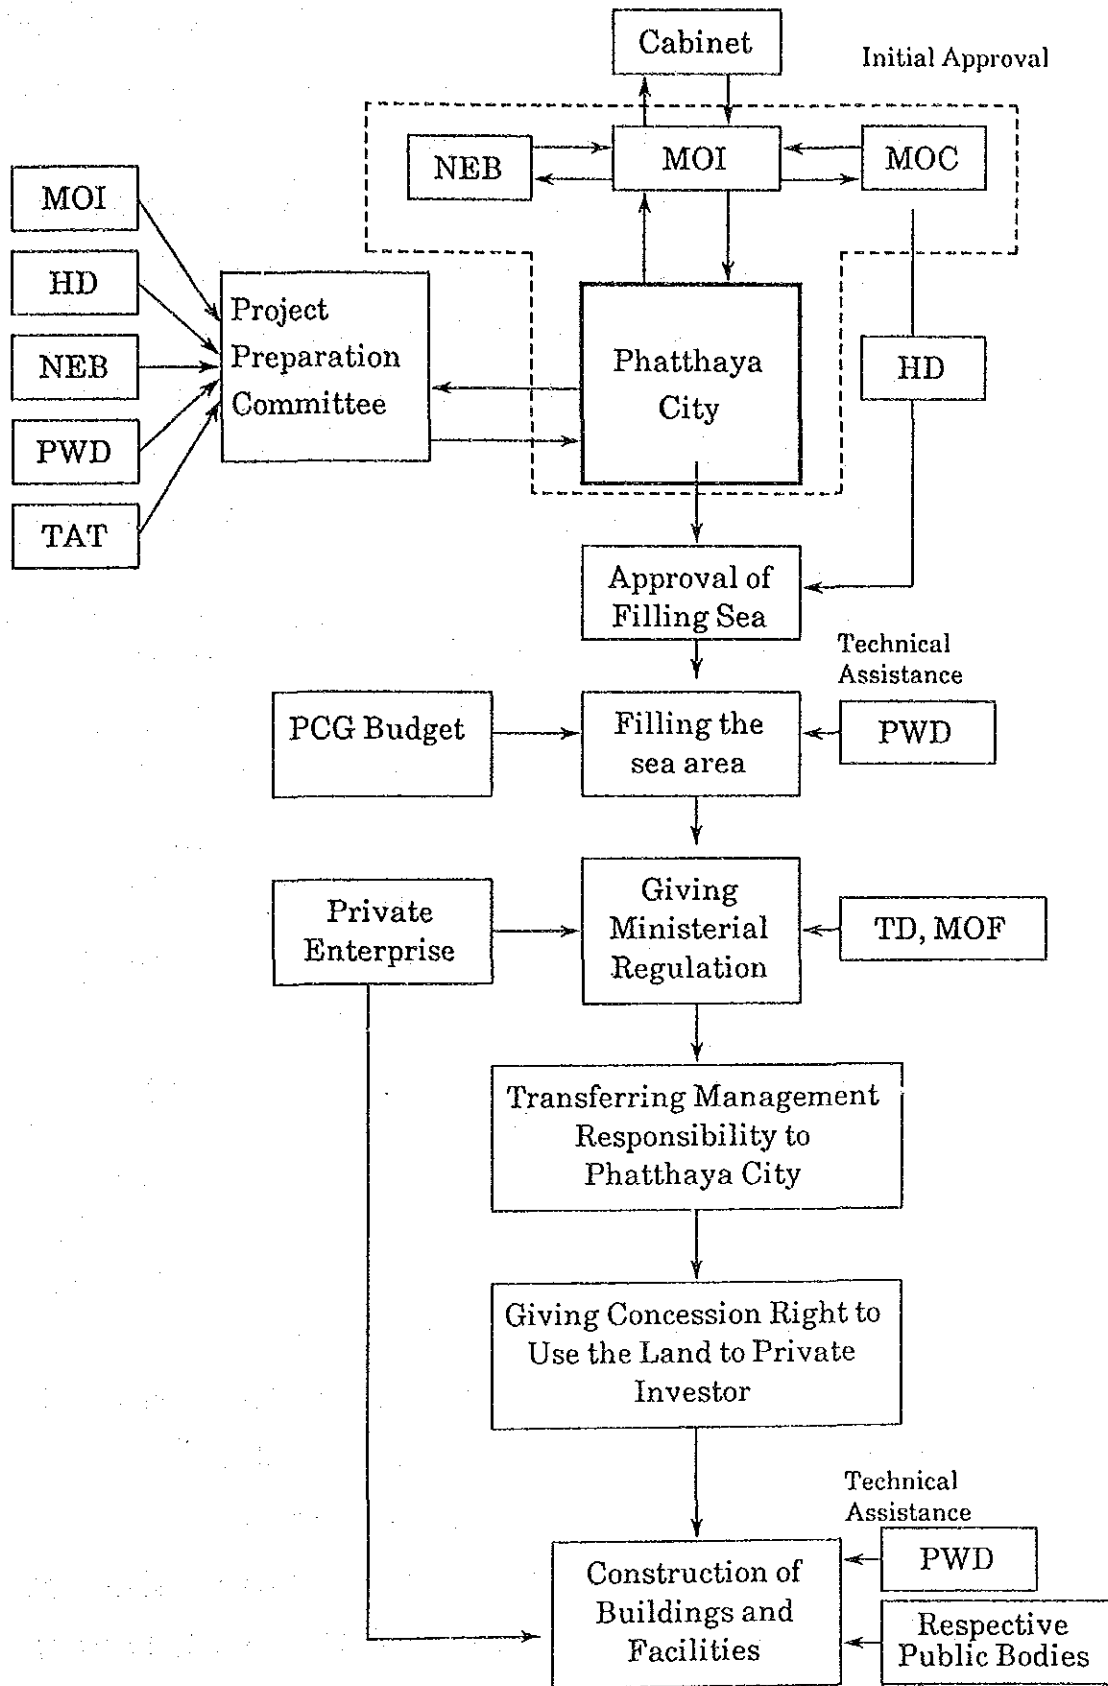 Cabinet
Initial Approval
NEB
MOI
MOC
MOI
HD
NEB
PWD
TAT
Project
Preparation
Committee
Phatthaya
City
HD
Approval of
Filling Sea
Technical
Assistance
PCG Budget
Filling the
sea area
PWD
Private
Enterprise
Giving
Ministerial
Regulation
TD, MOF
Transferring Management
Responsibility to
Phatthaya City
Giving Concession Right to
Use the Land to Private
Investor
Technical
Assistance
Construction of
Buildings and
Facilities
PWD
Respective
Public Bodies